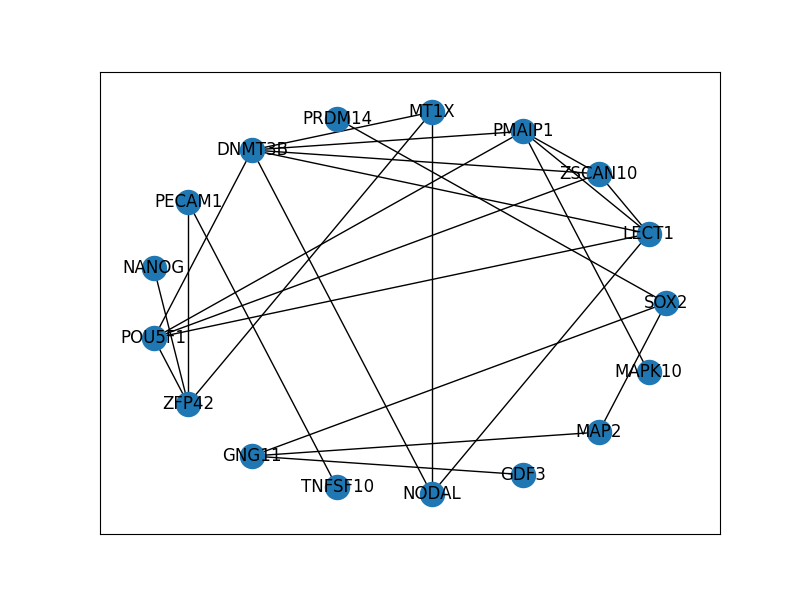 MT1X
PRDM14
PMAIP1
DNMT3B
ZSCAN10
PECAM1
LECT1
NANOG
SOX2
POU5F1
MAPK10
ZFP42
MAP2
GNG11
GDF3
TNFSF10
NODAL